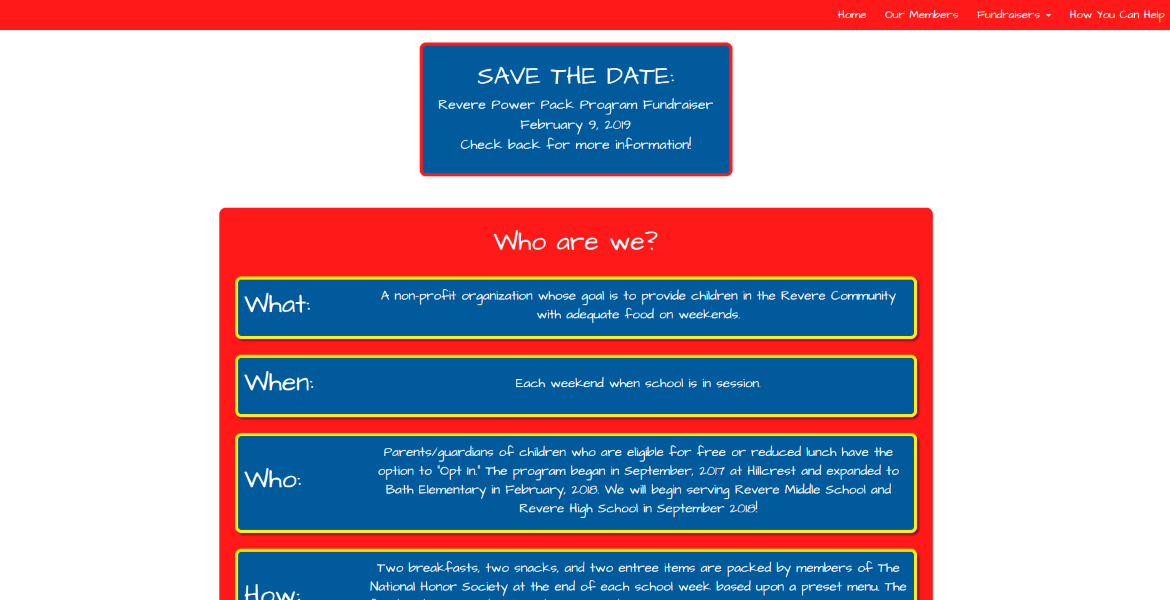 Home Our Members Fundraisers How You Can Help
SAVE THE DATE:
Revere Power Pack Program Fundraiser
February 9, 2019
Check back for more information!
Who are we?
What:
A non-profit organization whose goal is to provide children in the Revere Community
with adequate food on weekends.
When:
Each weekend when school is in session.
Who:
Parents/guardians of children who are eligible for free or reduced lunch have the
option to "Opt In." The program began in September, 2017 at Hillcrest and expanded to
Bath Elementary in February, 2018. We will begin serving Revere Middle School and
Revere High School in September 2018!
How:
Two breakfasts, two snacks, and two entree items are packed by members of The
National Honor Society at the end of each school week based upon a preset menu. The